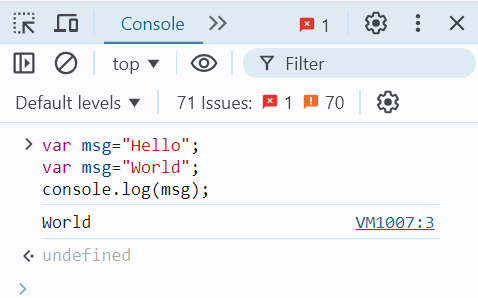 Console 1
top Filter
Default levels 71 Issues: 1 70
var msg="Hello";
var msg="World";
console.log(msg);
World VM1007:3
undefined